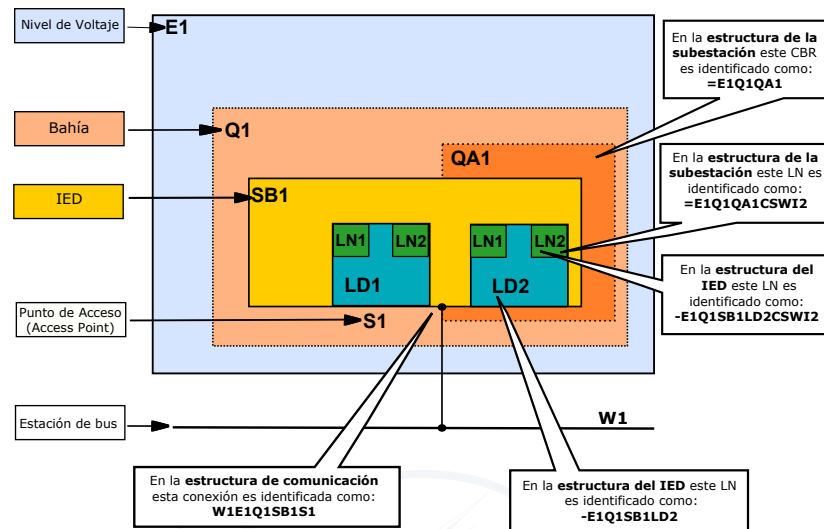 Nivel de Voltaje
E1
En la estructura de la
subestación este CBR
es identificado como:
=E1Q1QA1
Bahía
Q1
QA1
En la estructura de la
subestación este LN es
identificado como:
=E1Q1QA1CSWI2
IED
SB1
LN1
LN2
LD1
LN1
LN2
LD2
En la estructura del
IED este LN es
identificado como:
-E1Q1SB1LD2CSWI2
Punto de Acceso
(Access Point)
S1
Estación de bus
W1
En la estructura de comunicación
esta conexión es identificada como:
W1E1Q1SB1S1
En la estructura del IED este LN
es identificado como:
-E1Q1SB1LD2